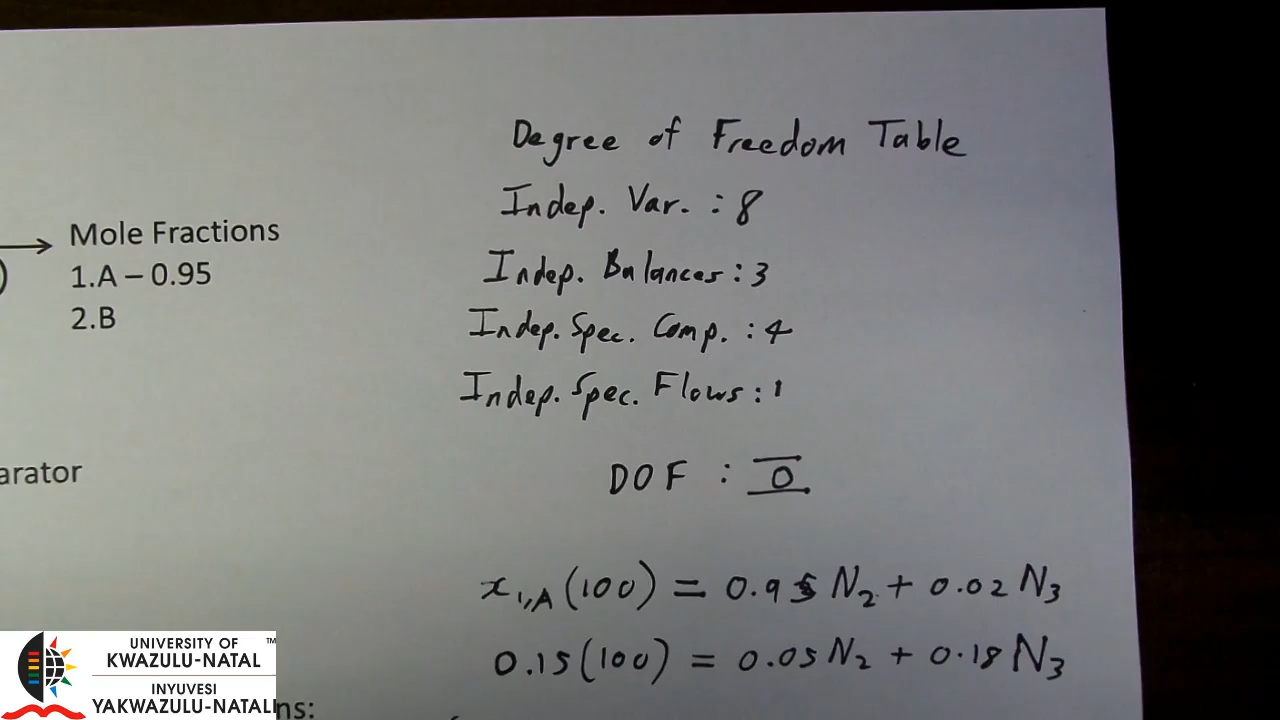 Degree of Freedom Table
Indep. Var. : 8
Mole Fractions
1.A – 0.95
2.B
Indep. Balances : 3
Indep. Spec. Comp. : 4
Indep. Spec. Flows : 1
arator
DOF : 0
x1,A(100) = 0.95 N2 + 0.02 N3
0.15(100) = 0.05 N2 + 0.18 N3
UNIVERSITY OF ™
KWAZULU-NATAL
INYUVESI
YAKWAZULU-NATALI
ns: